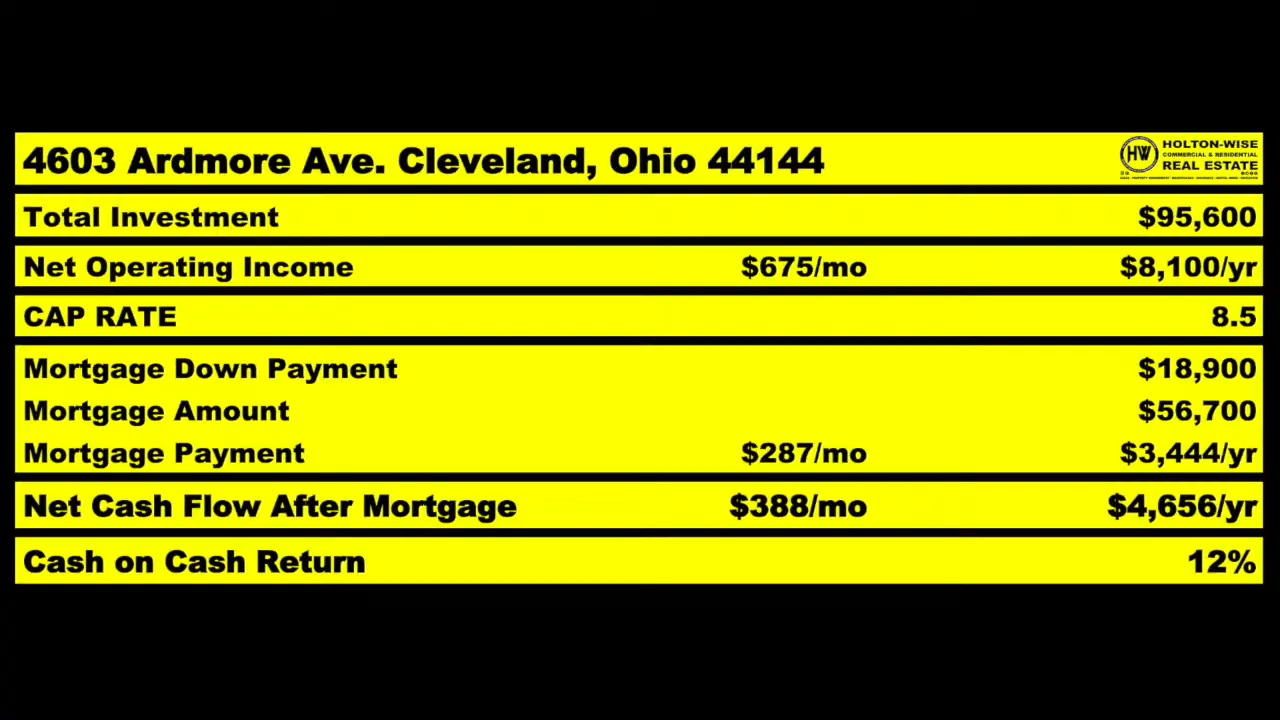 4603 Ardmore Ave. Cleveland, Ohio 44144
HW
HOLTON-WISE
COMMERCIAL & RESIDENTIAL
REAL ESTATE
Total Investment $95,600
Net Operating Income $675/mo $8,100/yr
CAP RATE 8.5
Mortgage Down Payment $18,900
Mortgage Amount $56,700
Mortgage Payment $287/mo $3,444/yr
Net Cash Flow After Mortgage $388/mo $4,656/yr
Cash on Cash Return 12%